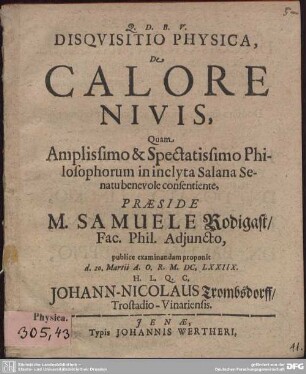 Q. D. B. V.
DISQVISITIO PHYSICA,
De
CALORE
NIVIS,
Quam
Amplissimo & Spectatissimo Phi-
losophorum in inclyta Salana Se-
natu benevole consentiente,
PRÆSIDE
M. SAMUELE Rodigast/
Fac. Phil. Adjuncto,
publice examinandam proponit
d. 20. Martii A. O. R. M. DC, LXXIIX.
H. L. Q. C.
JOHANN-NICOLAUS Trombsdorff/
Trostadio-Vinariensis.
JENÆ,
Typis JOHANNIS WERTHERI,
Physica.
305,43